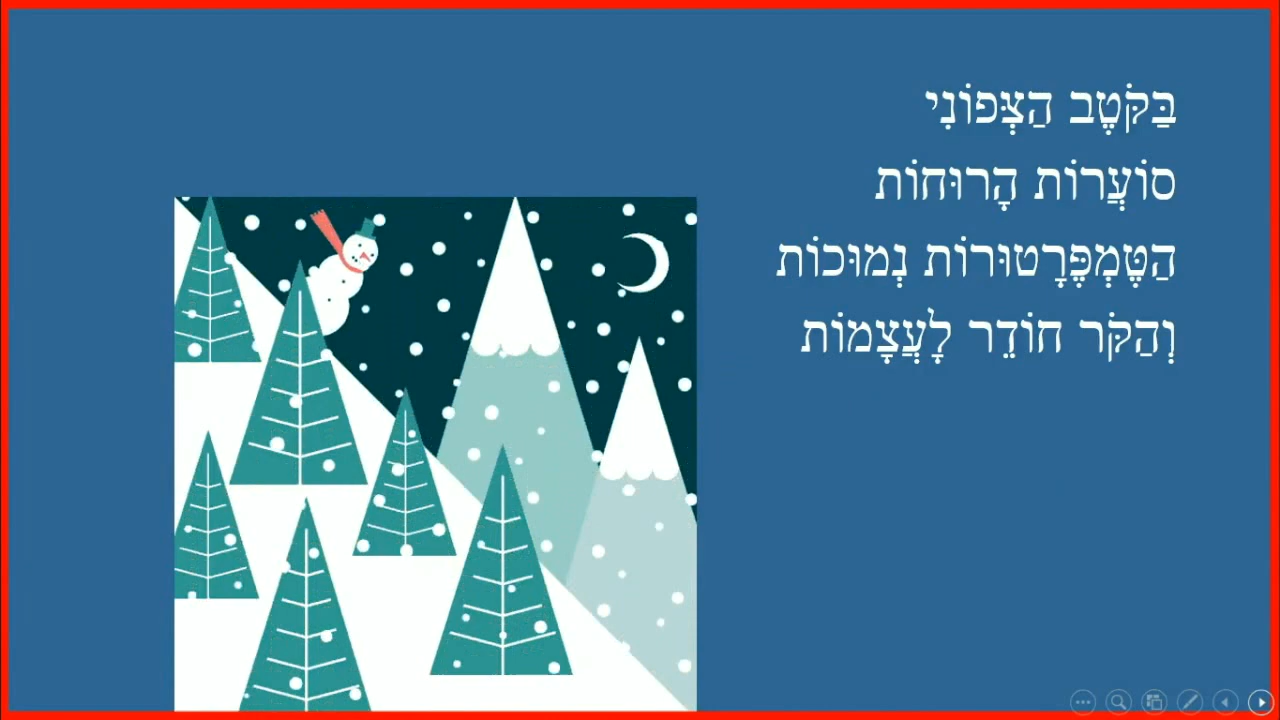 בַּקֹּטֶב הַצְּפוֹנִי
סוֹעֲרוֹת הָרוּחוֹת
הַטֶּמְפֶּרָטוּרוֹת נְמוּכוֹת
וְהַקֹּר חוֹדֵר לָעֲצָמוֹת